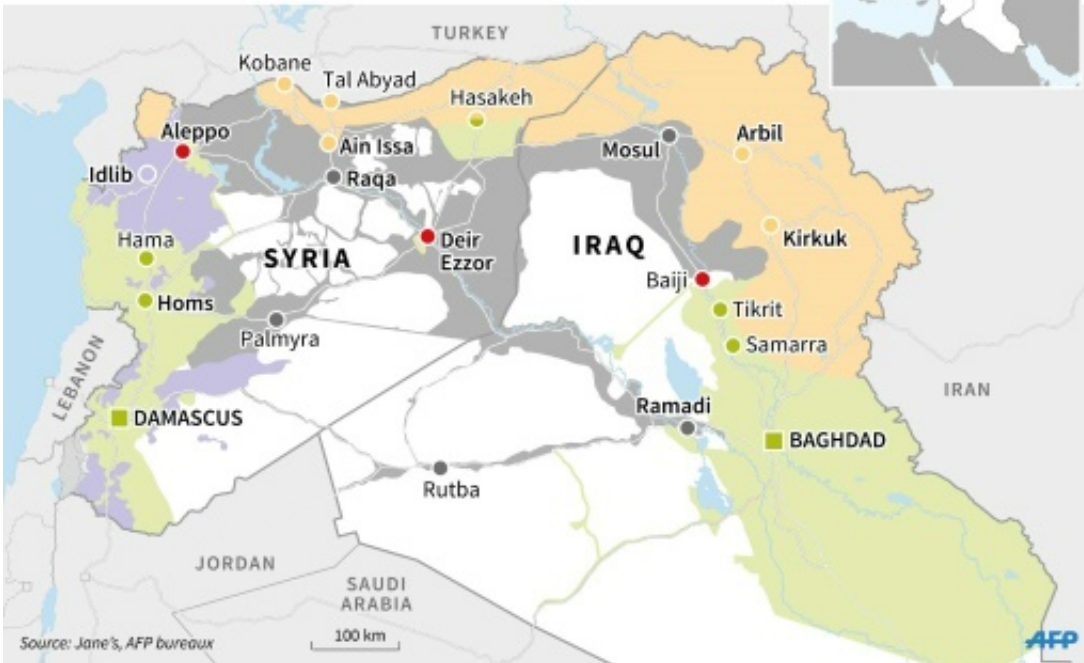 TURKEY
Kobane
Tal Abyad
Hasakeh
Aleppo
Ain Issa
Mosul
Arbil
Idlib
Raqa
Hama
SYRIA
Deir
Ezzor
IRAQ
Kirkuk
Baiji
Homs
Tikrit
Palmyra
Samarra
LEBANON
IRAN
DAMASCUS
Ramadi
BAGHDAD
Rutba
JORDAN
SAUDI
ARABIA
Source: Jane's, AFP bureaux
100 km
AFP